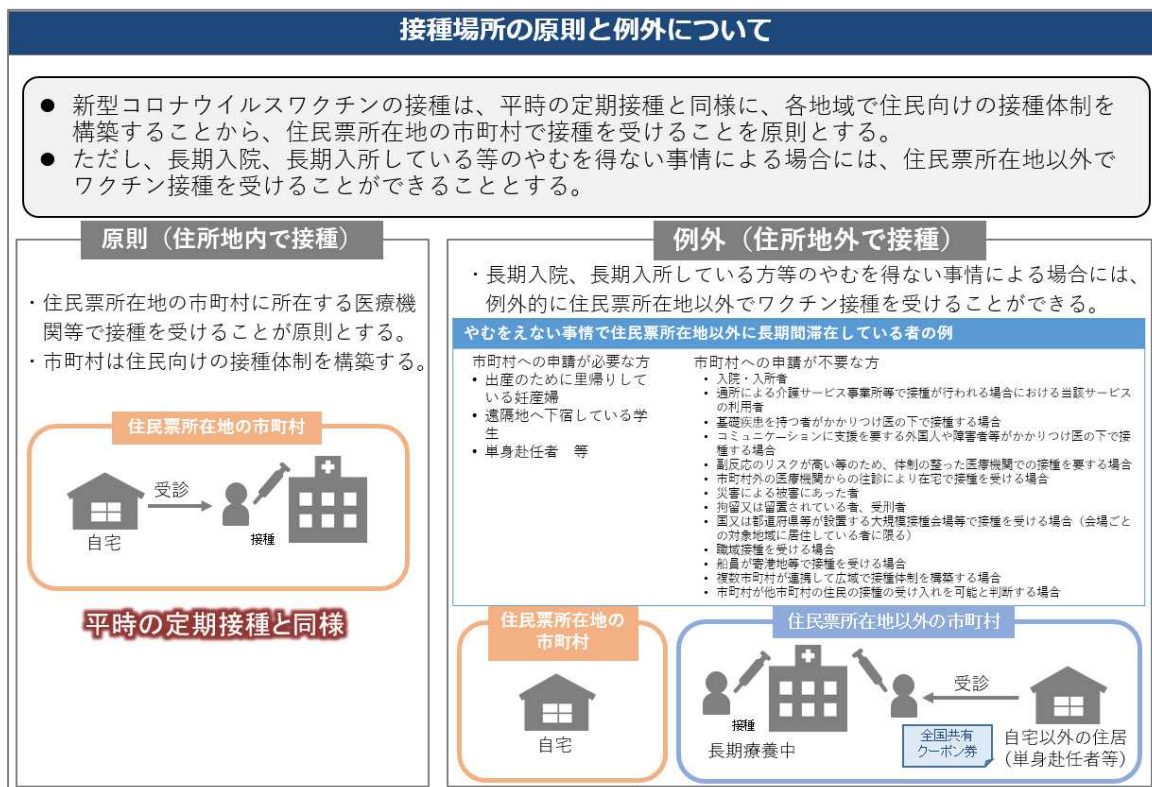 接種場所の原則と例外について
● 新型コロナウイルスワクチンの接種は、平時の定期接種と同様に、各地域で住民向けの接種体制を
構築することから、住民票所在地の市町村で接種を受けることを原則とする。
● ただし、長期入院、長期入所している等のやむを得ない事情による場合には、住民票所在地以外で
ワクチン接種を受けることができることとする。
原則（住所地内で接種）
・住民票所在地の市町村に所在する医療機
関等で接種を受けることが原則とする。
・市町村は住民向けの接種体制を構築する。
住民票所在地の市町村
受診
自宅
接種
平時の定期接種と同様
例外（住所地外で接種）
・長期入院、長期入所している方等のやむを得ない事情による場合には、
例外的に住民票所在地以外でワクチン接種を受けることができる。
やむをえない事情で住民票所在地以外に長期間滞在している者の例
市町村への申請が必要な方
• 出産のために里帰りして
いる妊産婦
• 遠隔地へ下宿している学
生
• 単身赴任者　等
市町村への申請が不要な方
• 入院・入所者
• 通所による介護サービス事業所等で接種が行われる場合における当該サービス
の利用者
• 基礎疾患を持つ者がかかりつけ医の下で接種する場合
• コミュニケーションに支援を要する外国人や障害者等がかかりつけ医の下で接
種する場合
• 副反応のリスクが高い等のため、体制の整った医療機関での接種を要する場合
• 市町村外の医療機関からの往診により在宅で接種を受ける場合
• 災害による被害にあった者
• 拘留又は留置されている者、受刑者
• 国又は都道府県等が設置する大規模接種会場等で接種を受ける場合（会場ごと
の対象地域に居住している者に限る）
• 職域接種を受ける場合
• 船員が寄港地等で接種を受ける場合
• 複数市町村が連携して広域で接種体制を構築する場合
• 市町村が他市町村の住民の接種の受け入れを可能と判断する場合
住民票所在地の
市町村
自宅
住民票所在地以外の市町村
接種
長期療養中
受診
全国共有
クーポン券
自宅以外の住居
（単身赴任者等）